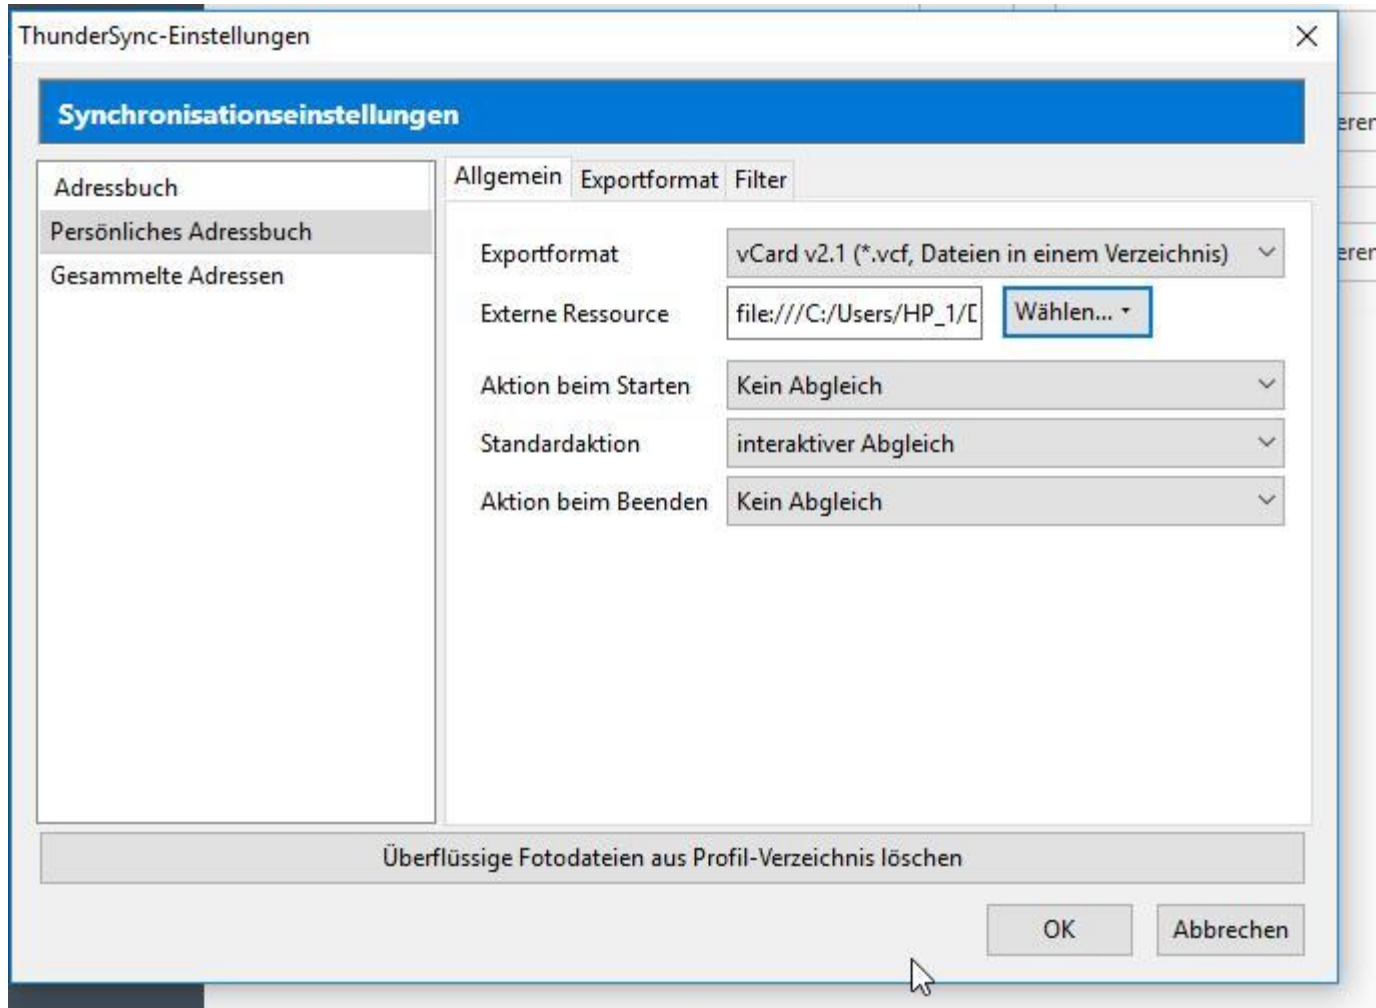 ThunderSync-Einstellungen
Synchronisationseinstellungen
Adressbuch
Persönliches Adressbuch
Gesammelte Adressen
Allgemein Exportformat Filter
Exportformat vCard v2.1 (*.vcf, Dateien in einem Verzeichnis)
Externe Ressource file:///C:/Users/HP_1/D Wählen...
Aktion beim Starten Kein Abgleich
Standardaktion interaktiver Abgleich
Aktion beim Beenden Kein Abgleich
Überflüssige Fotodateien aus Profil-Verzeichnis löschen
OK Abbrechen